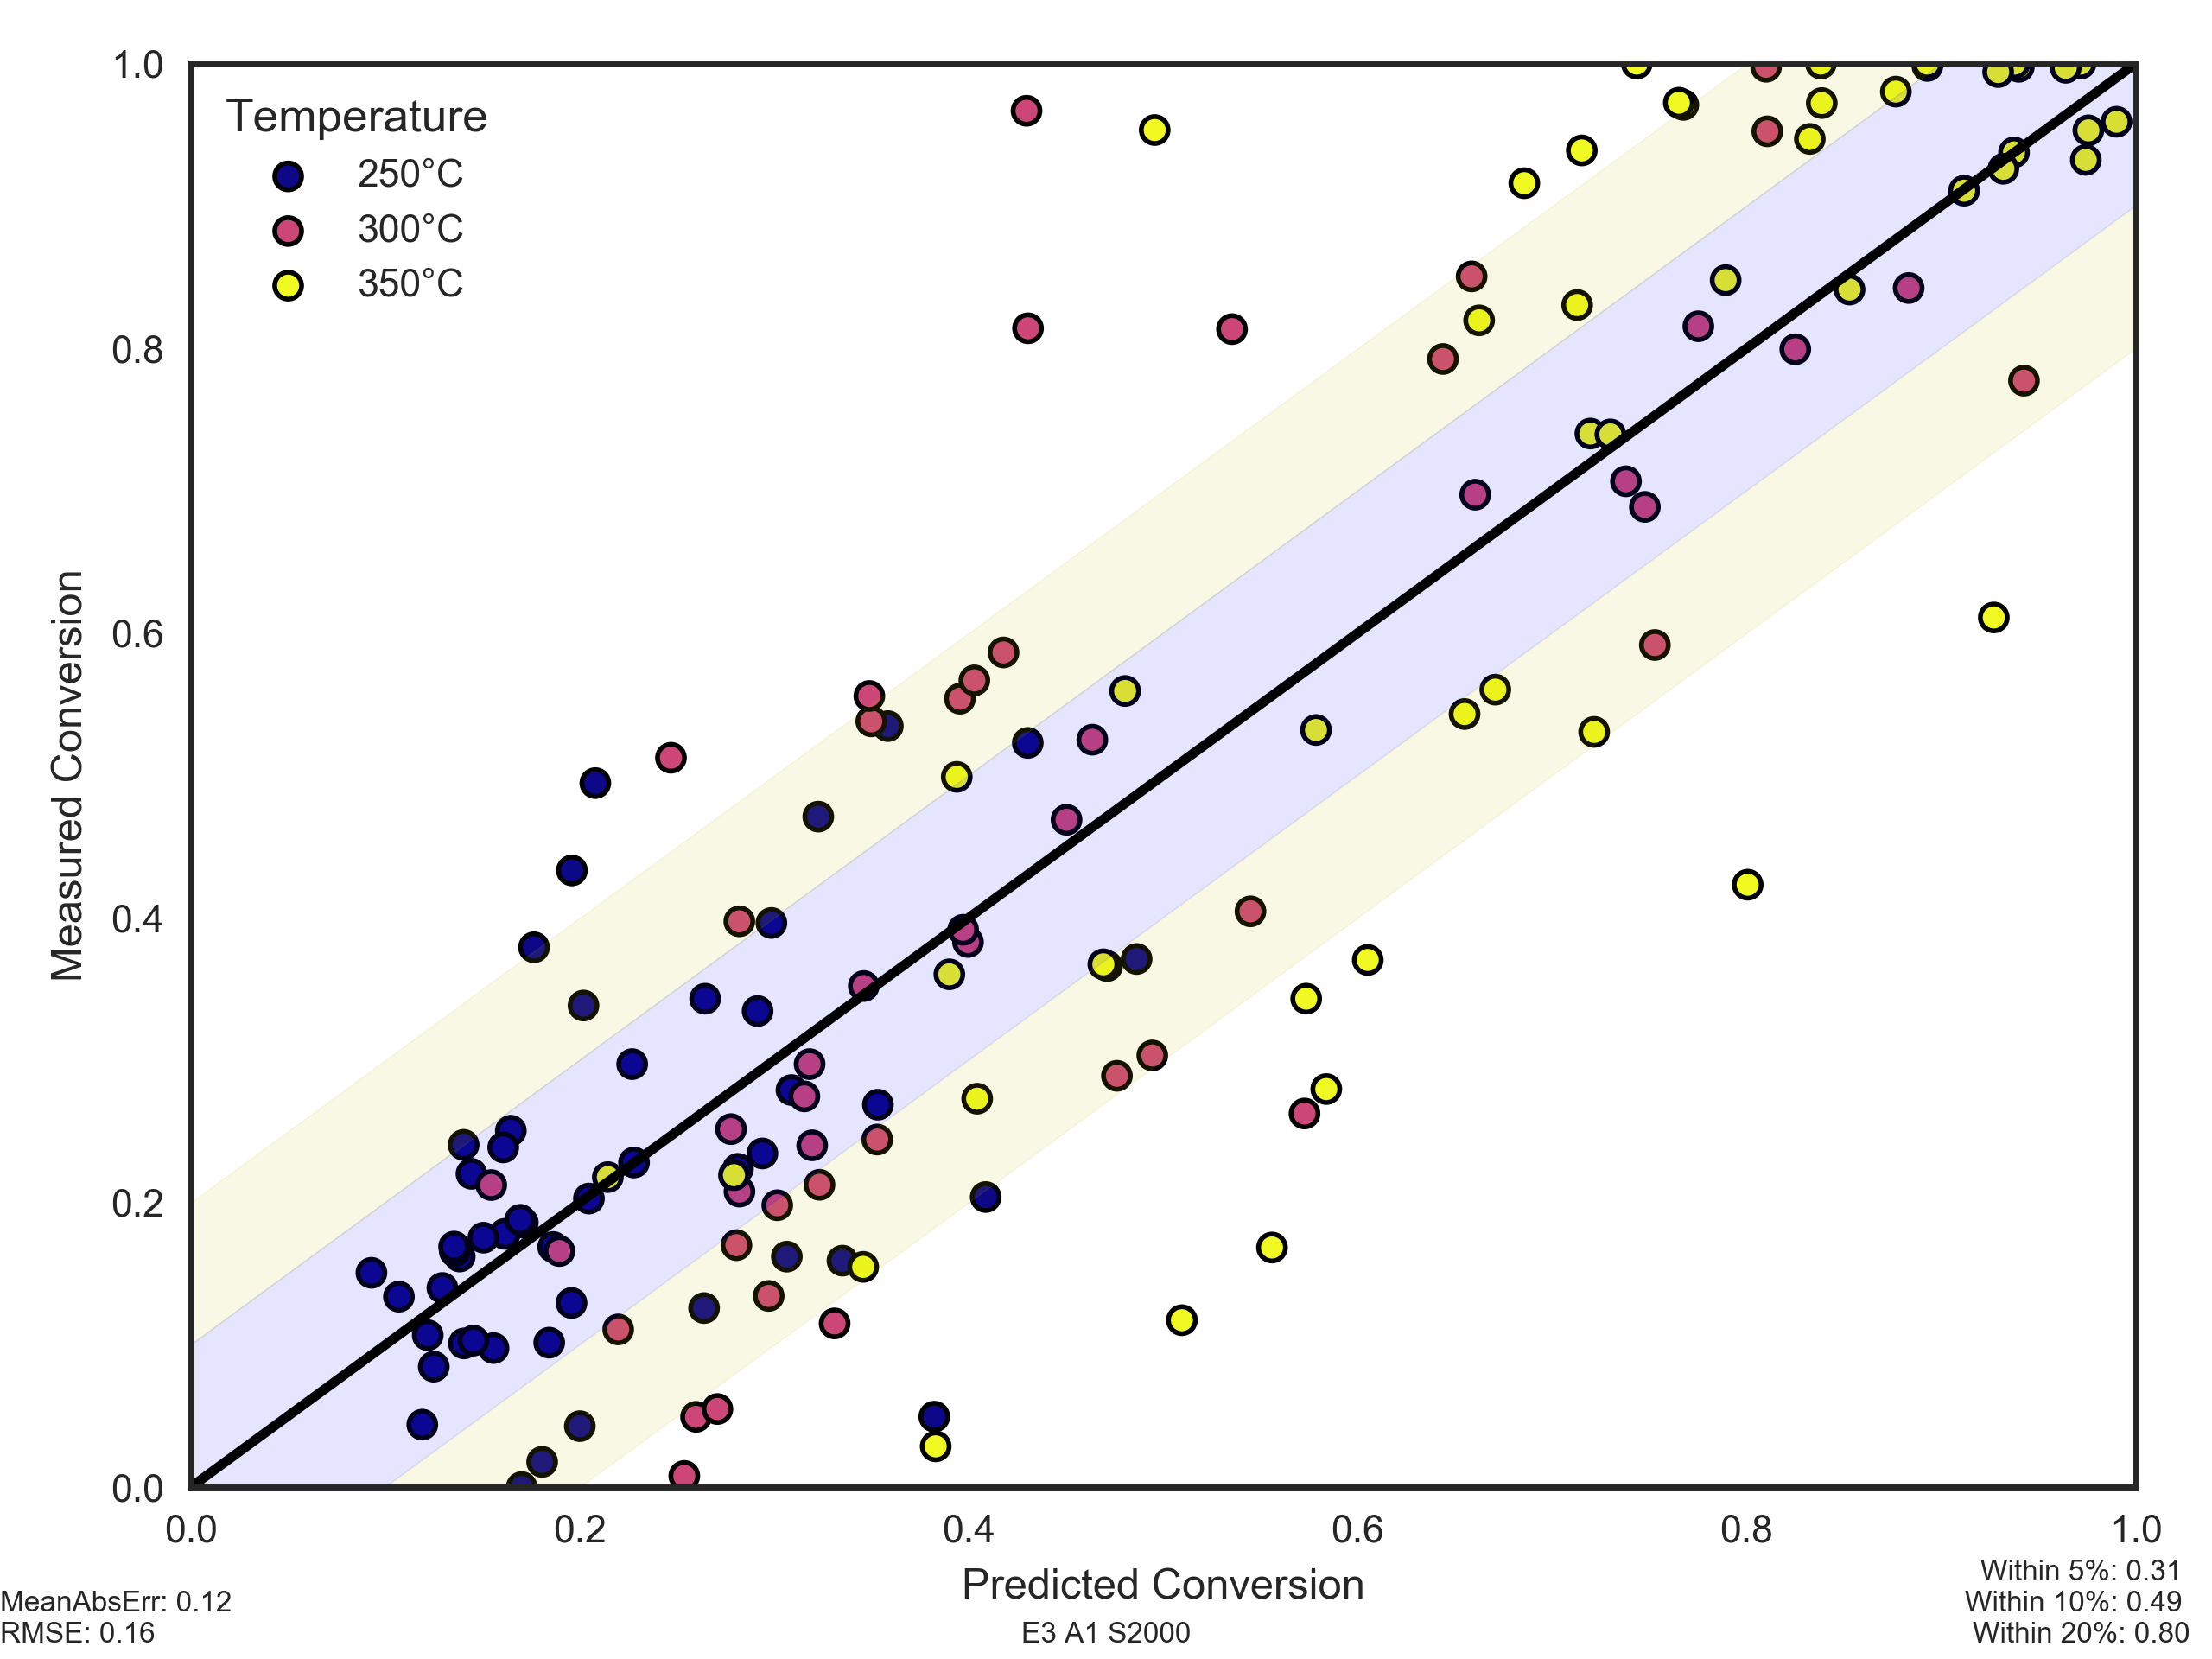 1.0
Temperature
250°C
300°C
350°C
0.8
0.6
0.4
0.2
0.0
Measured Conversion
0.0 0.2 0.4 0.6 0.8 1.0
Predicted Conversion
E3 A1 S2000
MeanAbsErr: 0.12
RMSE: 0.16
Within 5%: 0.31
Within 10%: 0.49
Within 20%: 0.80